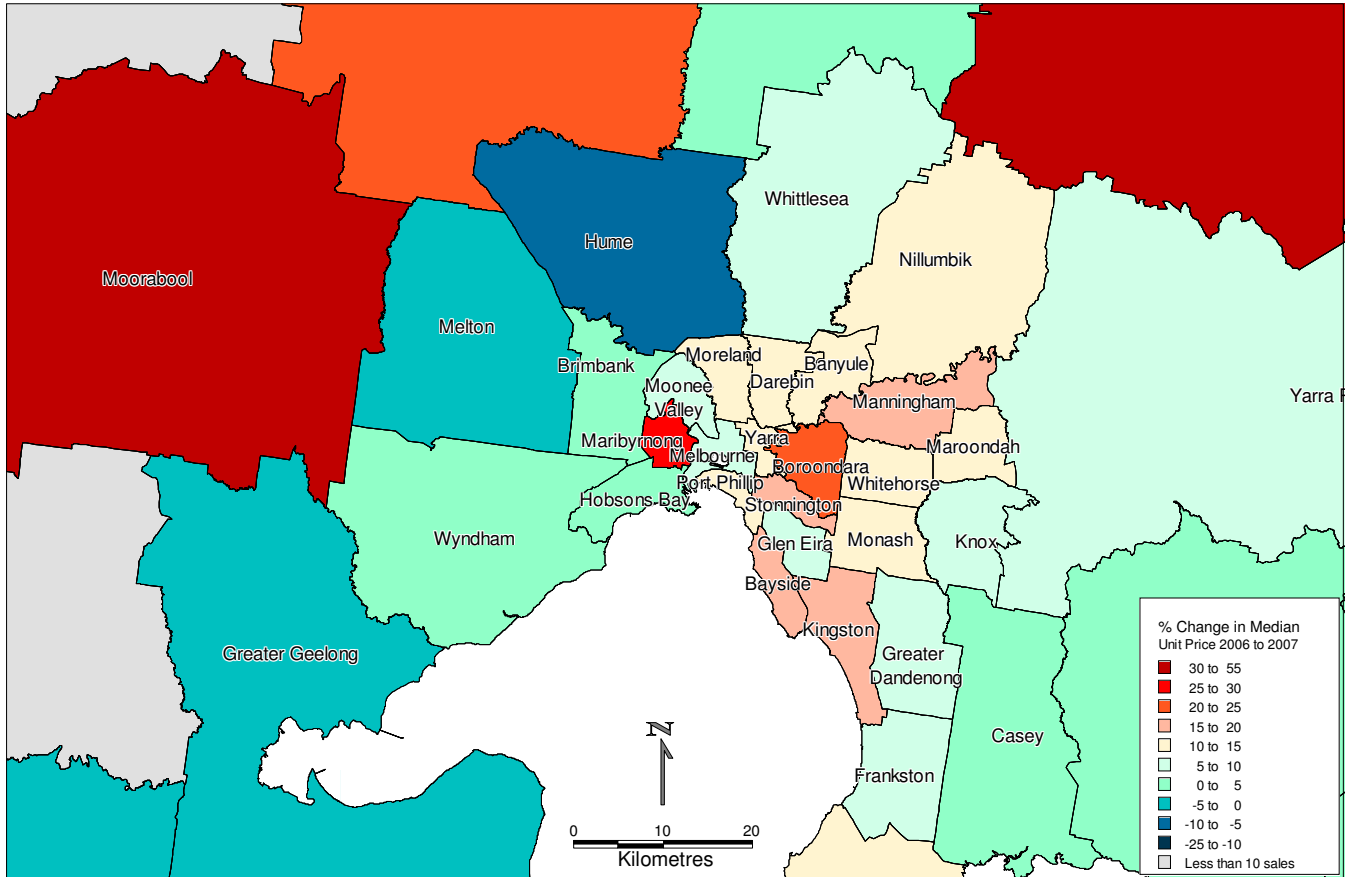 Whittlesea
Hume
Nillumbik
Moorabool
Melton
Moreland
Brimbank
Banyule
Darebin
Moonee
Valley
Yarra R
Manningham
Maribyrnong
Yarra
Maroondah
Melbourne
Boroondara
Port Phillip
Whitehorse
Hobsons Bay
Stonnington
Wyndham
Glen Eira
Monash
Knox
Bayside
Kingston
Greater Geelong
Greater
Dandenong
Casey
Frankston
N
0 10 20
Kilometres
% Change in Median
Unit Price 2006 to 2007
30 to 55
25 to 30
20 to 25
15 to 20
10 to 15
5 to 10
0 to 5
-5 to 0
-10 to -5
-25 to -10
Less than 10 sales